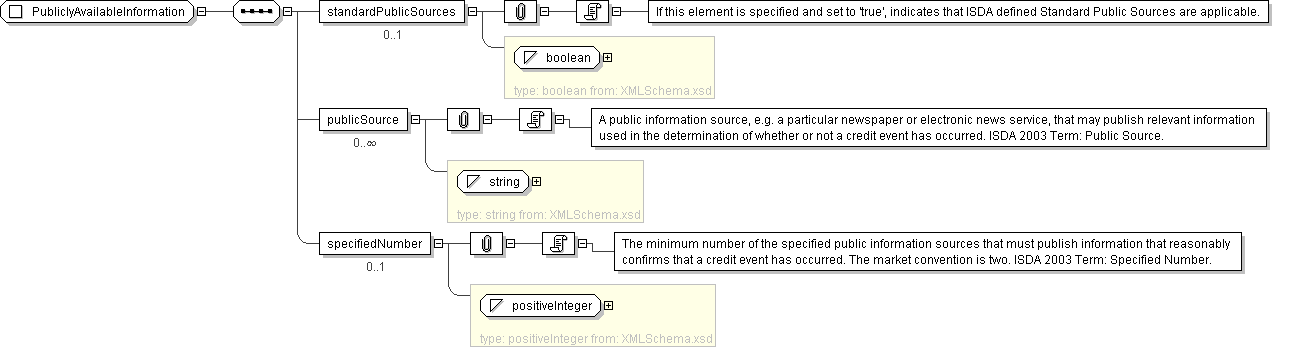 PubliclyAvailableInformation
standardPublicSources
If this element is specified and set to 'true', indicates that ISDA defined Standard Public Sources are applicable.
0..1
boolean
type: boolean from: XMLSchema.xsd
publicSource
A public information source, e.g. a particular newspaper or electronic news service, that may publish relevant information
used in the determination of whether or not a credit event has occurred. ISDA 2003 Term: Public Source.
0..∞
string
type: string from: XMLSchema.xsd
specifiedNumber
The minimum number of the specified public information sources that must publish information that reasonably
confirms that a credit event has occurred. The market convention is two. ISDA 2003 Term: Specified Number.
0..1
positiveInteger
type: positiveInteger from: XMLSchema.xsd